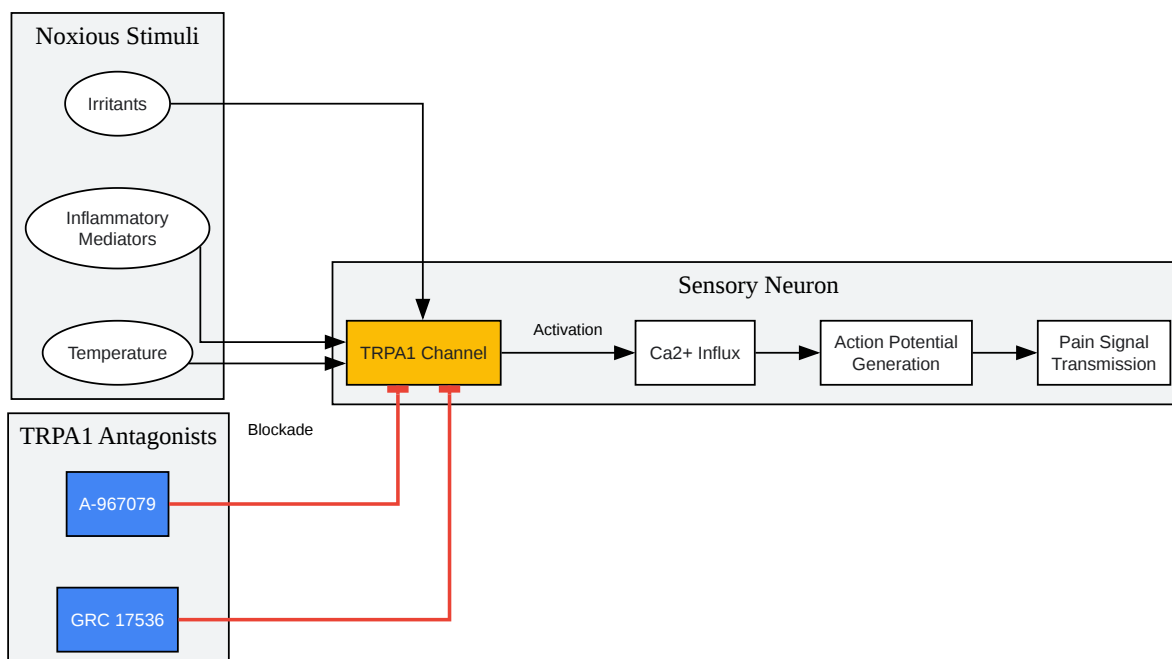 Noxious Stimuli
Irritants
Inflammatory
Mediators
Temperature
Sensory Neuron
TRPA1 Channel
Activation
Ca2+ Influx
Action Potential
Generation
Pain Signal
Transmission
TRPA1 Antagonists
Blockade
A-967079
GRC 17536